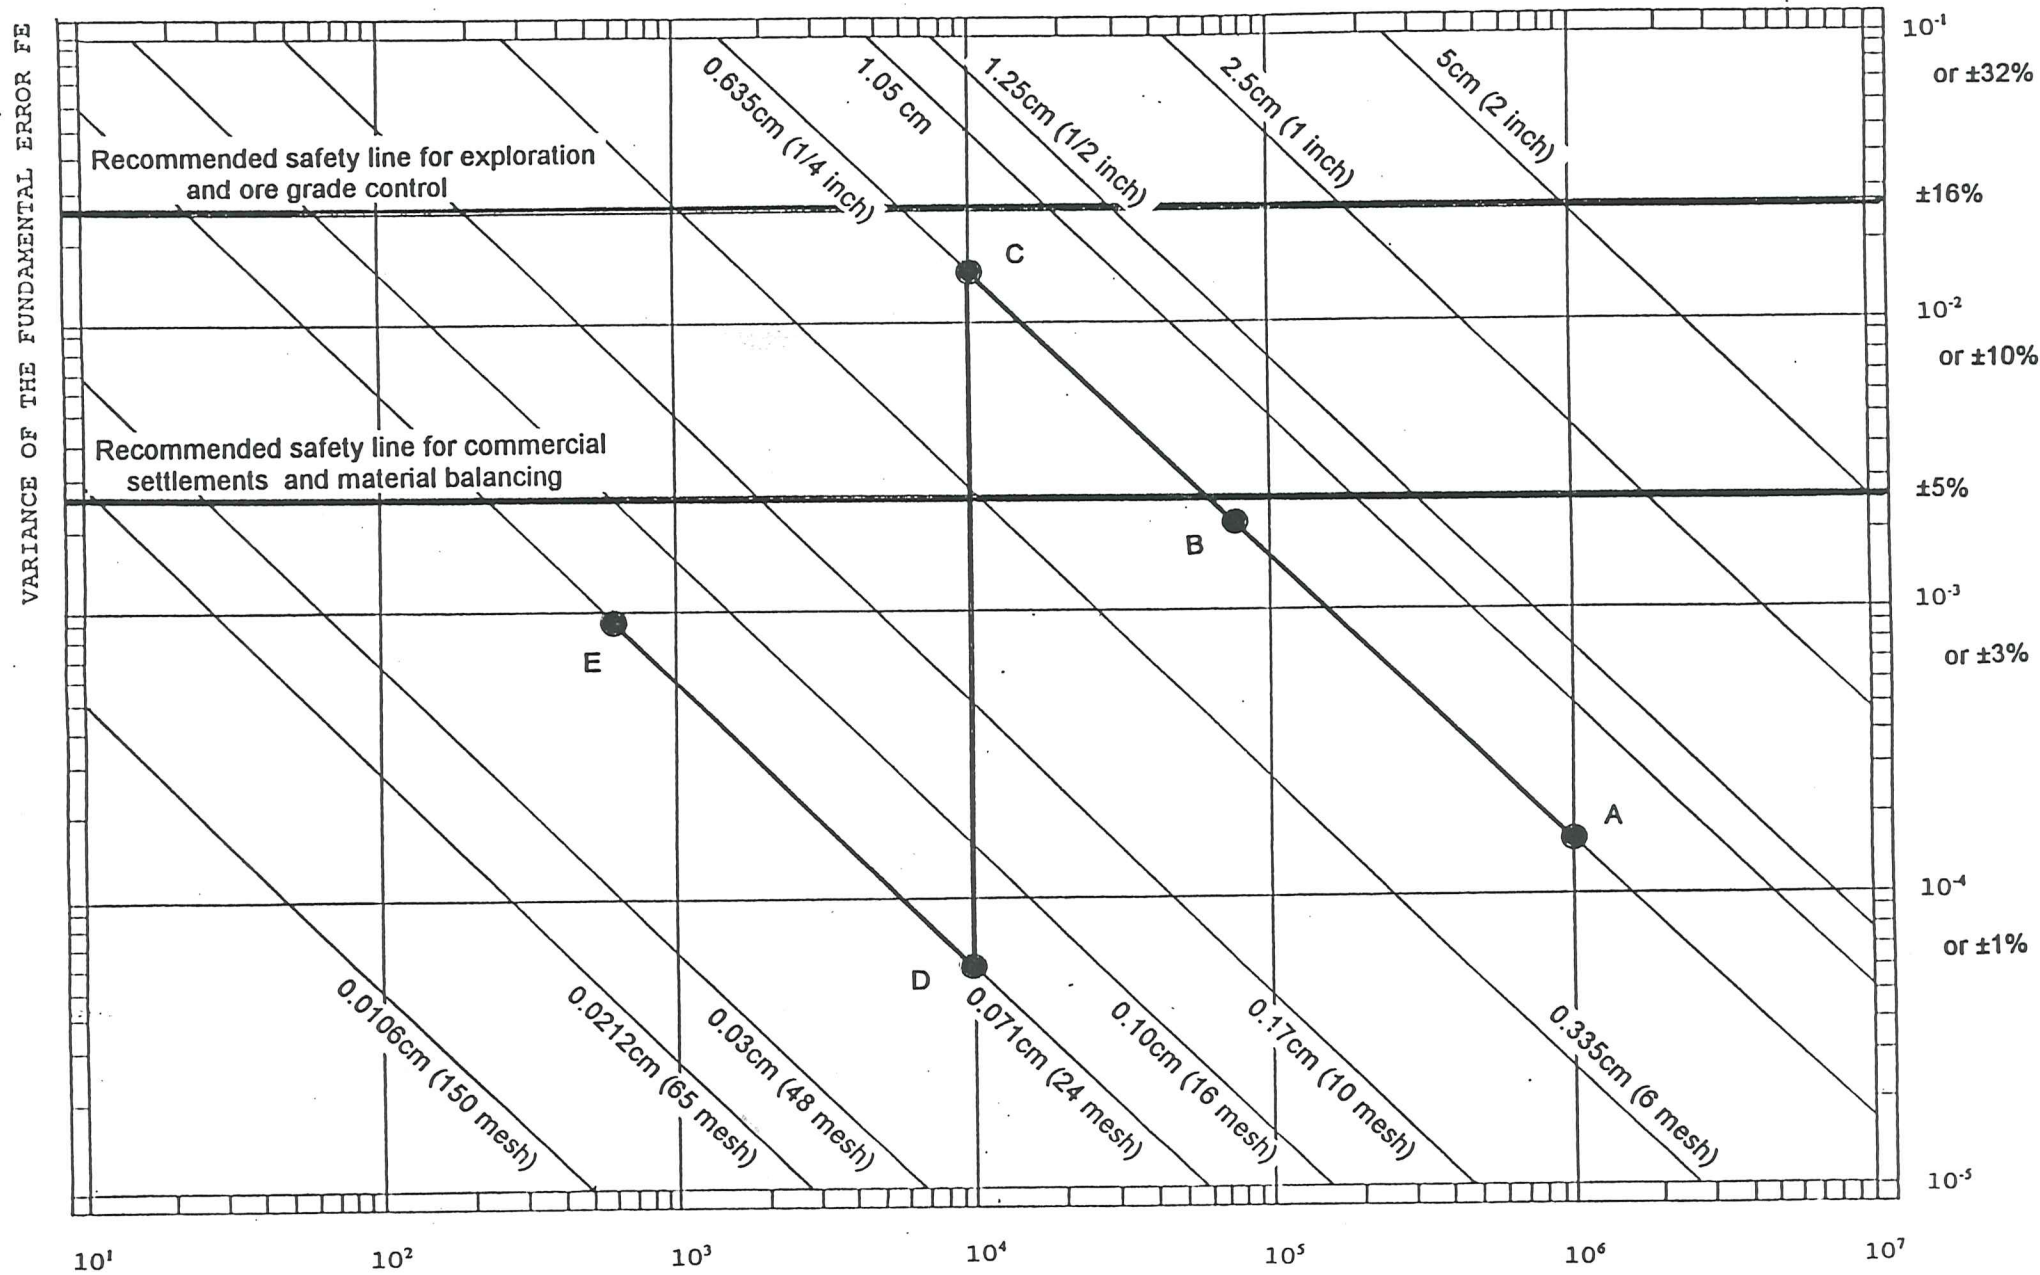 VARIANCE OF THE FUNDAMENTAL ERROR FE
10⁻¹
or ±32%
0.635cm (1/4 inch)
1.05 cm
1.25cm (1/2 inch)
2.5cm (1 inch)
5cm (2 inch)
Recommended safety line for exploration
and ore grade control
±16%
C
10⁻²
or ±10%
Recommended safety line for commercial
settlements and material balancing
±5%
B
10⁻³
E
or ±3%
A
10⁻⁴
or ±1%
D
0.0106cm (150 mesh)
0.0212cm (65 mesh)
0.03cm (48 mesh)
0.071cm (24 mesh)
0.10cm (16 mesh)
0.17cm (10 mesh)
0.335cm (6 mesh)
10⁻⁵
10¹ 10² 10³ 10⁴ 10⁵ 10⁶ 10⁷